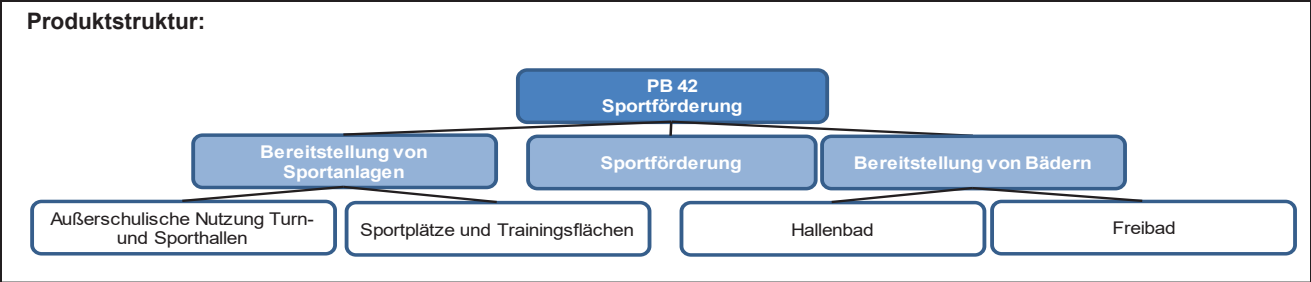 Produktstruktur:
PB 42
Sportförderung
Bereitstellung von
Sportanlagen
Sportförderung
Bereitstellung von Bädern
Außerschulische Nutzung Turn-
und Sporthallen
Sportplätze und Trainingsflächen
Hallenbad
Freibad